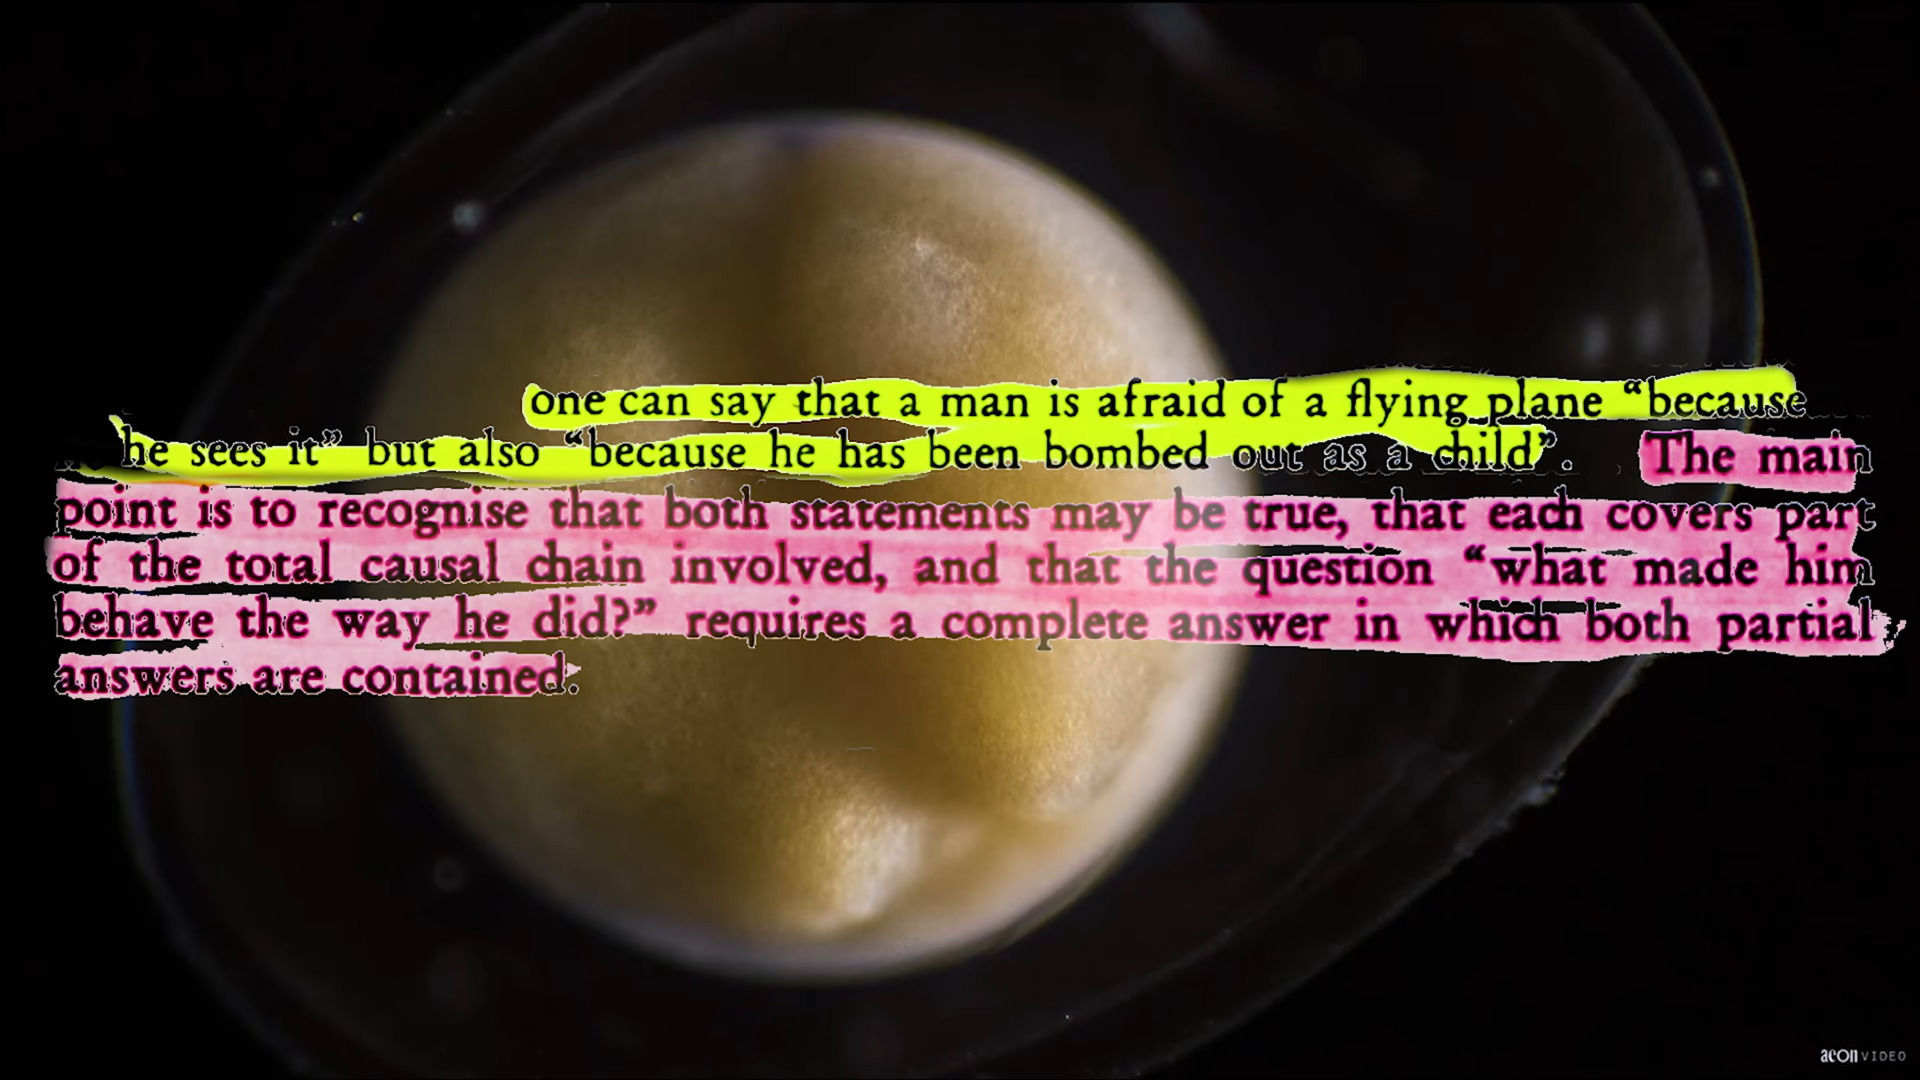 one can say that a man is afraid of a flying plane “because
he sees it” but also “because he has been bombed out as a child”. The main
point is to recognise that both statements may be true, that each covers part
of the total causal chain involved, and that the question “what made him
behave the way he did?” requires a complete answer in which both partial
answers are contained.
aeon VIDEO